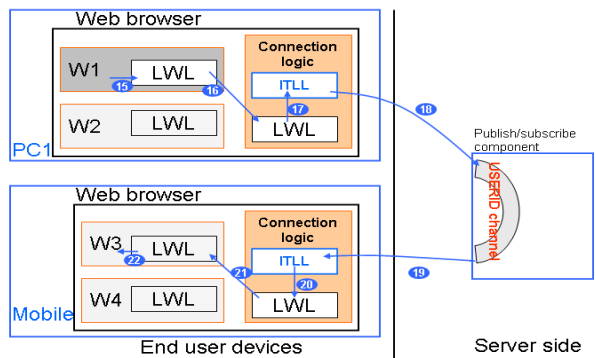 Web browser
W1
LWL
15
16
W2
LWL
Connection
logic
ITLL
17
LWL
PC1
18
Publish/subscribe
component
USERID channel
19
Web browser
W3
LWL
22
W4
LWL
Connection
logic
ITLL
21
20
LWL
Mobile
End user devices
Server side